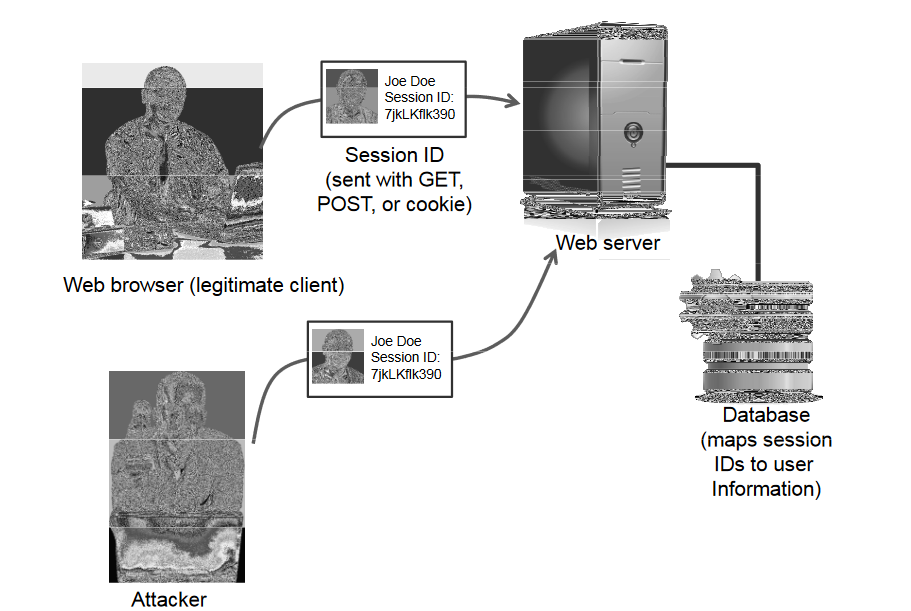 Joe Doe
Session ID:
7jkLKflk390
Session ID
(sent with GET,
POST, or cookie)
Web server
Web browser (legitimate client)
Joe Doe
Session ID:
7jkLKflk390
Database
(maps session
IDs to user
Information)
Attacker